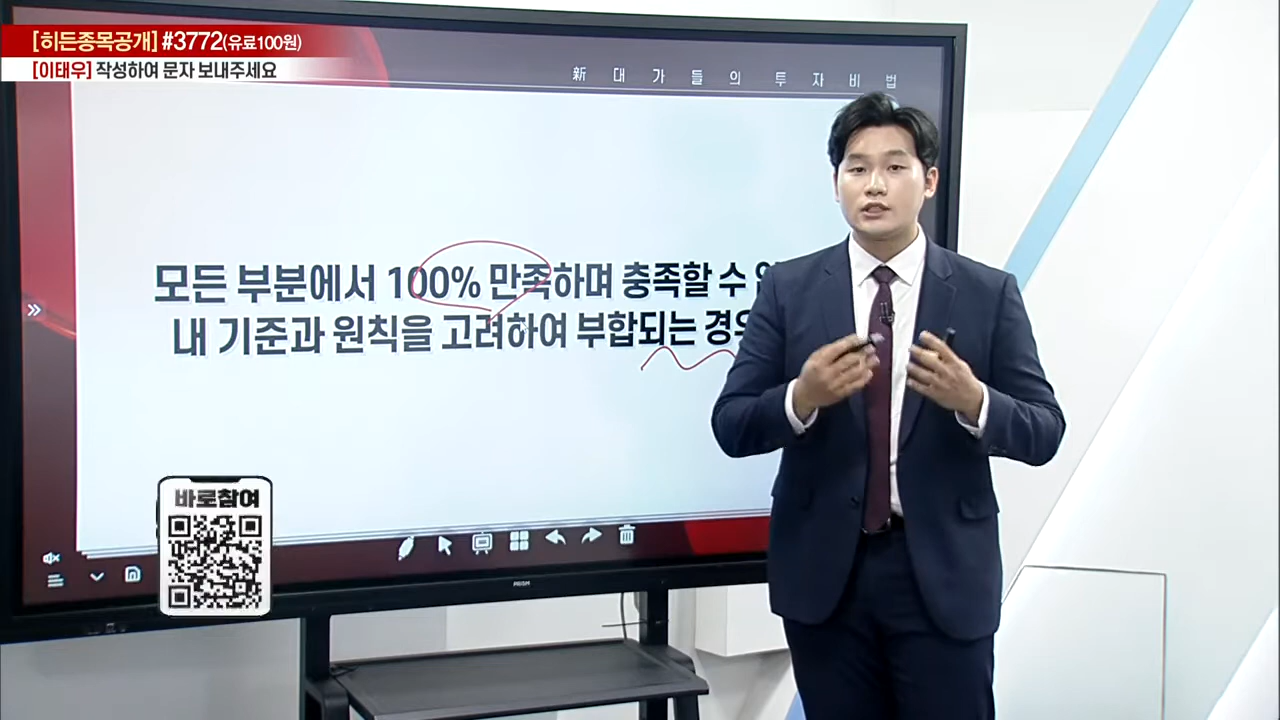 [히든종목공개] #3772(유료100원)
[이태우] 작성하여 문자 보내주세요
新 대 가 들 의 투 자 비 법
모든 부분에서 100% 만족하며 충족할 수
내 기준과 원칙을 고려하여 부합되는
바로참여